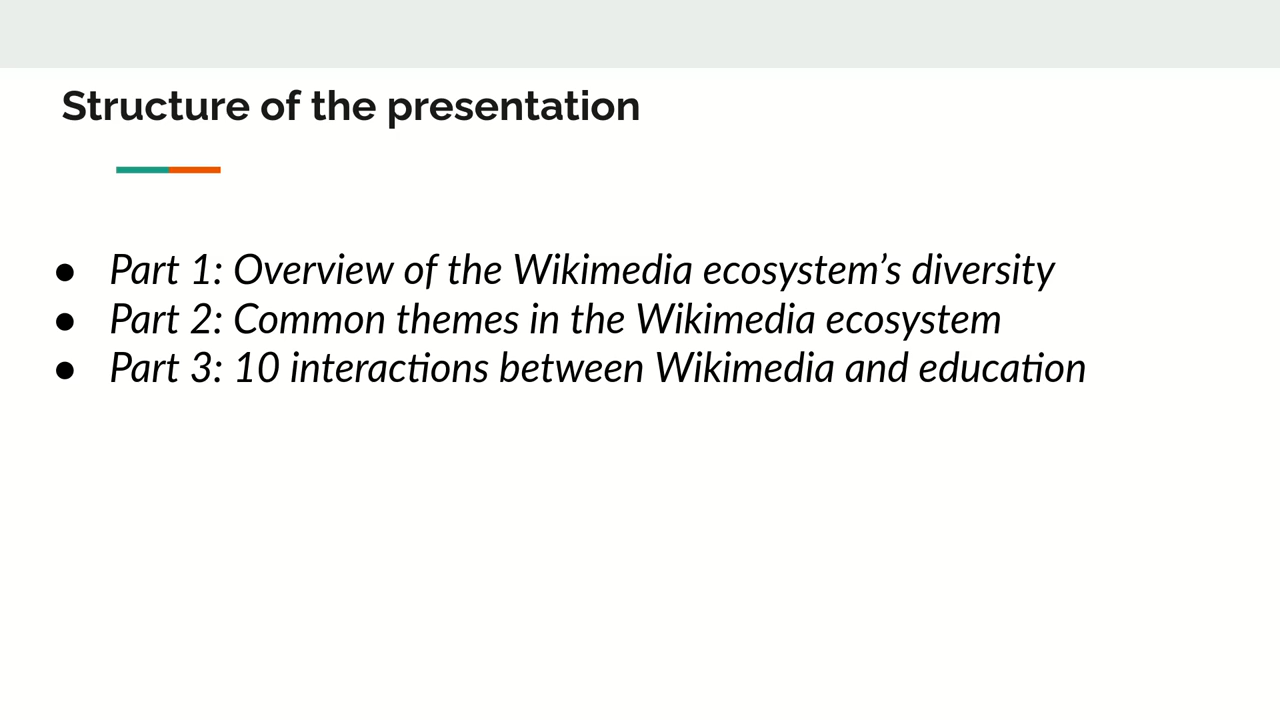 Structure of the presentation
● Part 1: Overview of the Wikimedia ecosystem’s diversity
● Part 2: Common themes in the Wikimedia ecosystem
● Part 3: 10 interactions between Wikimedia and education